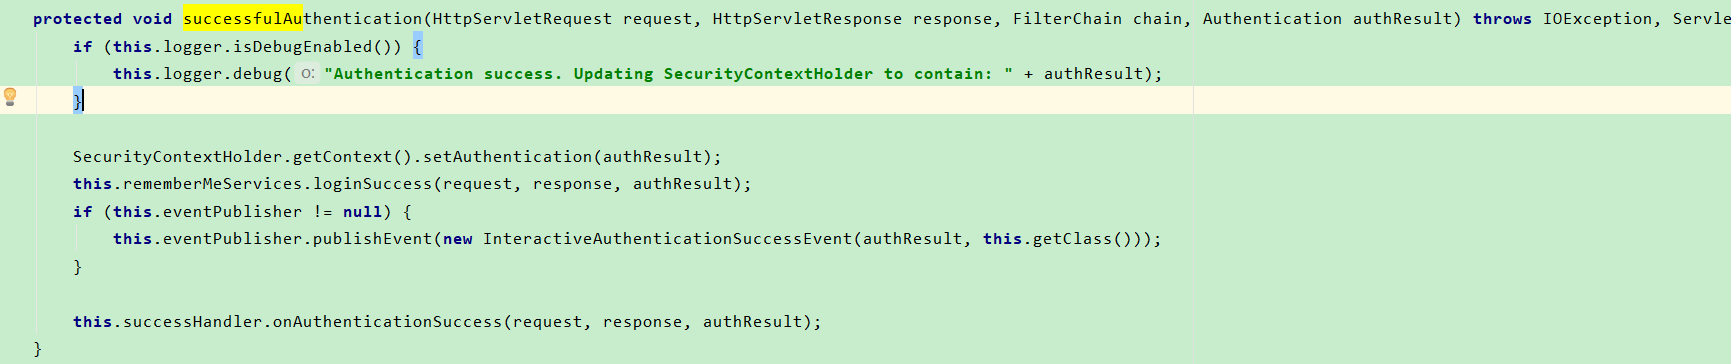 protected void successfulAuthentication(HttpServletRequest request, HttpServletResponse response, FilterChain chain, Authentication authResult) throws IOException, Servle
if (this.logger.isDebugEnabled()) {
this.logger.debug( o: "Authentication success. Updating SecurityContextHolder to contain: " + authResult);
}
SecurityContextHolder.getContext().setAuthentication(authResult);
this.rememberMeServices.loginSuccess(request, response, authResult);
if (this.eventPublisher != null) {
this.eventPublisher.publishEvent(new InteractiveAuthenticationSuccessEvent(authResult, this.getClass()));
}
this.successHandler.onAuthenticationSuccess(request, response, authResult);
}